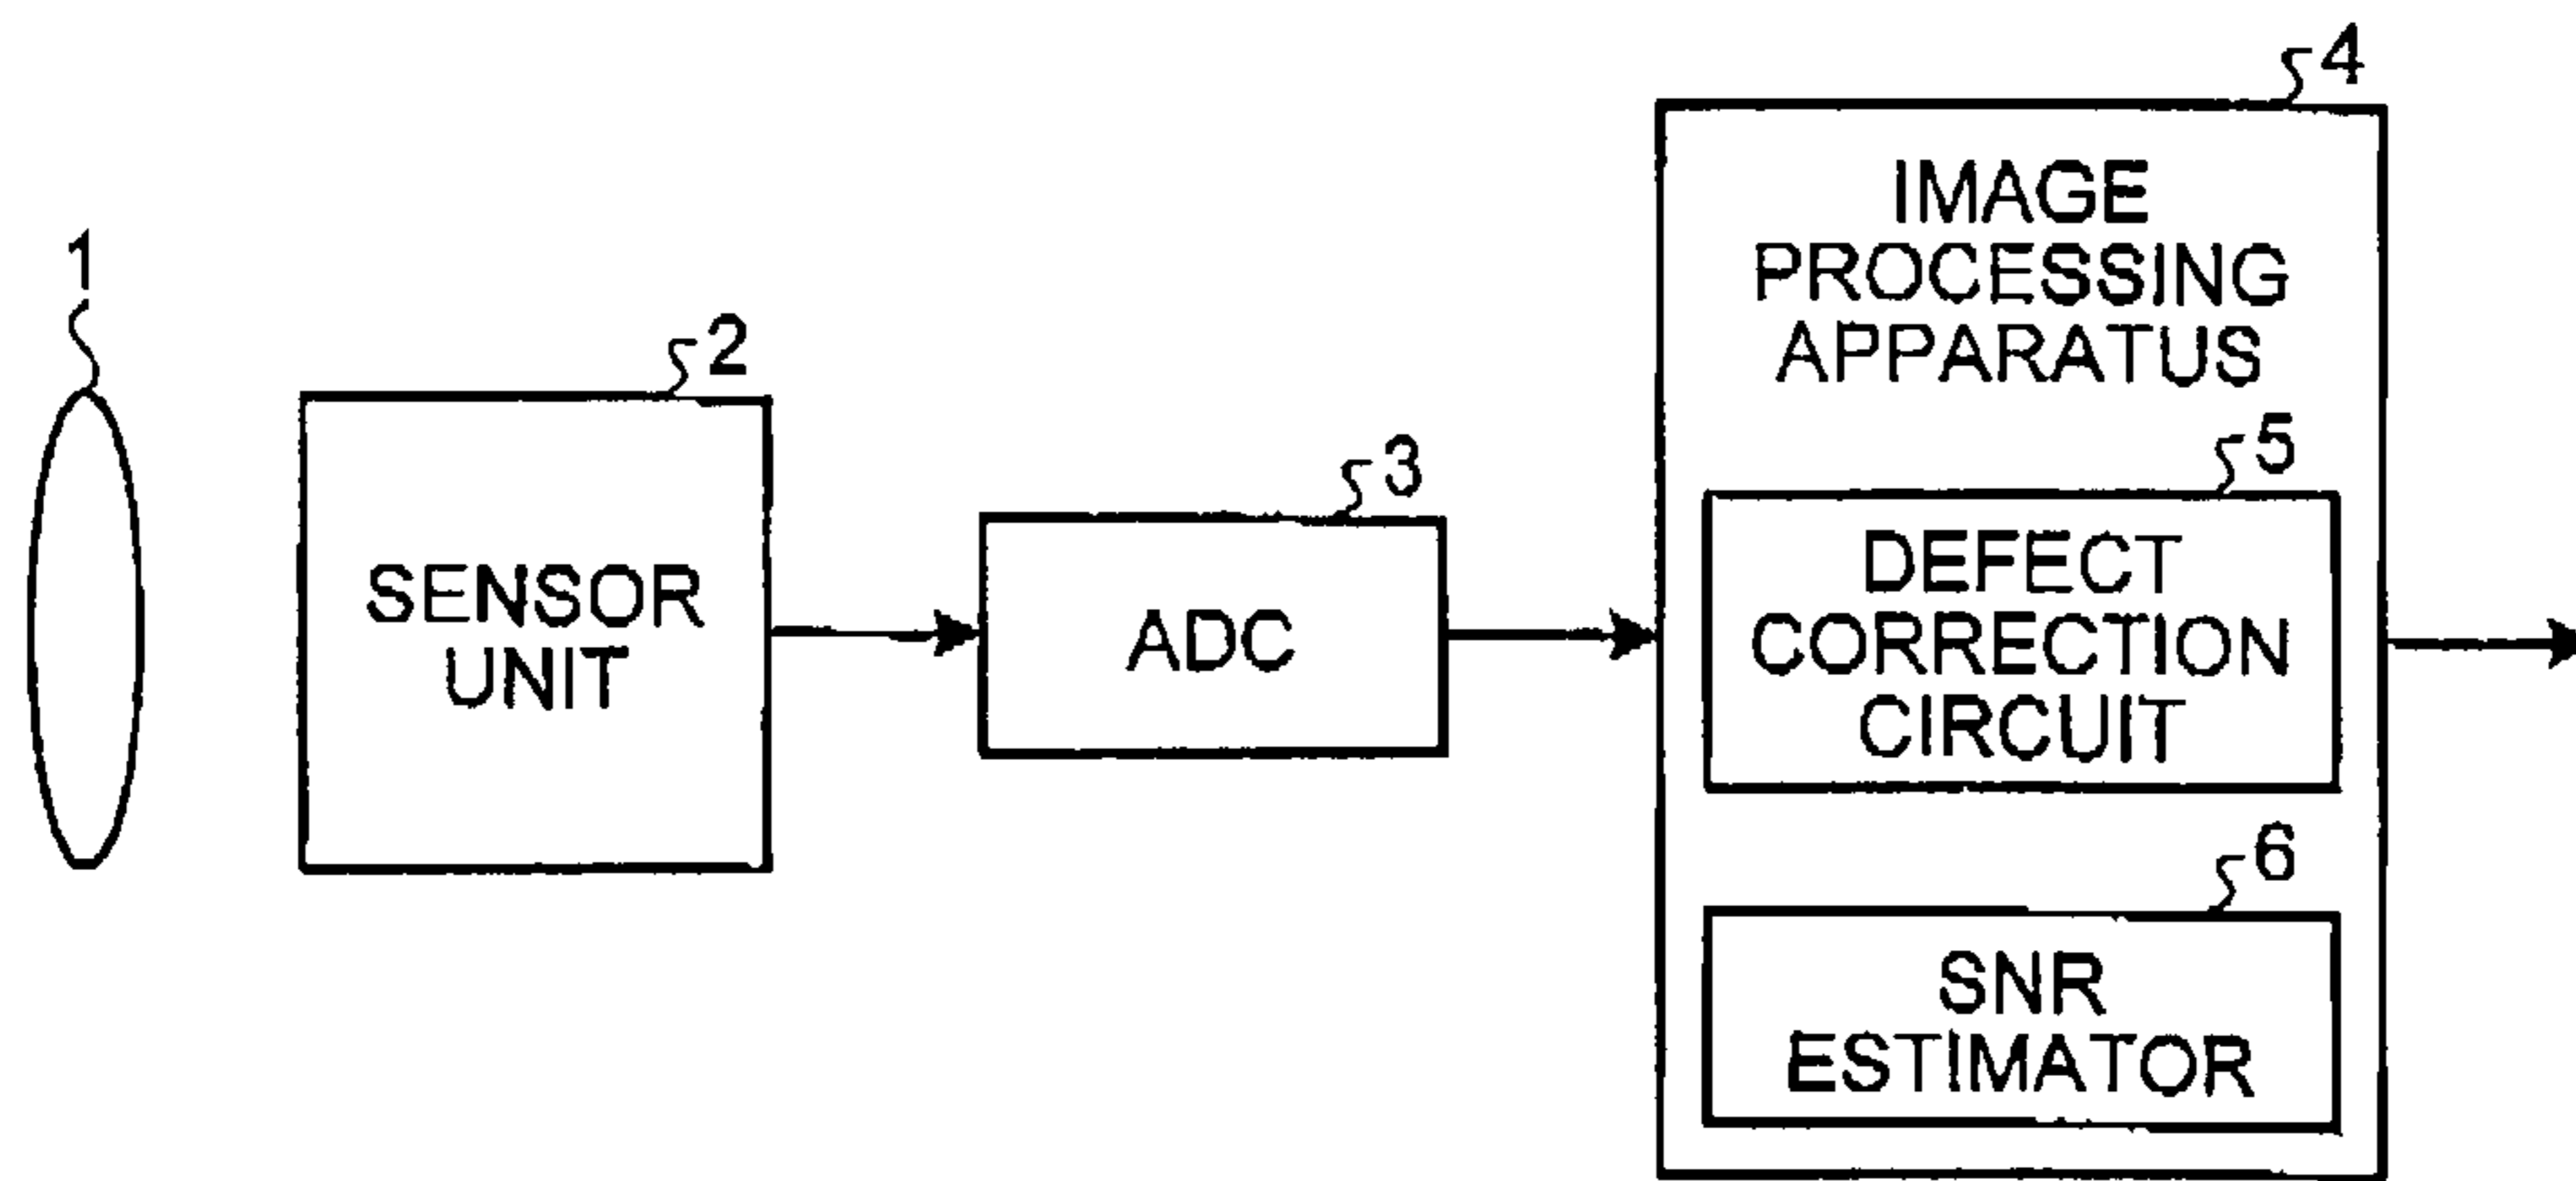 1
2
SENSOR
UNIT
3
ADC
4
IMAGE
PROCESSING
APPARATUS
5
DEFECT
CORRECTION
CIRCUIT
6
SNR
ESTIMATOR